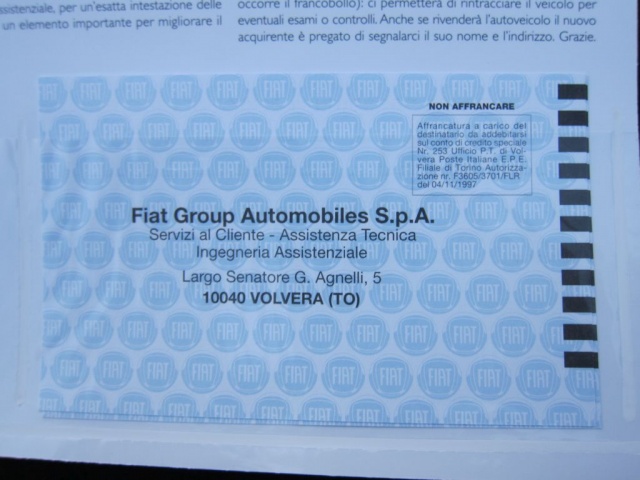 ssistenziale, per un'esatta intestazione delle
un elemento importante per migliorare il
occorre il francobollo): ci permetterà di rintracciare il veicolo per
eventuali esami o controlli. Anche se rivenderà l'autoveicolo il nuovo
acquirente è pregato di segnalarci il suo nome e l'indirizzo. Grazie.
NON AFFRANCARE
Affrancatura a carico del
destinatario da addebitarsi
sul conto di credito speciale
Nr. 253 Ufficio P.T. di Vol-
vera Poste Italiane E.P.E.
Filiale di Torino Autorizza-
zione nr. F3605/3701/FLR
del 04/11/1997
Fiat Group Automobiles S.p.A.
Servizi al Cliente - Assistenza Tecnica
Ingegneria Assistenziale
Largo Senatore G. Agnelli, 5
10040 VOLVERA (TO)
FIAT